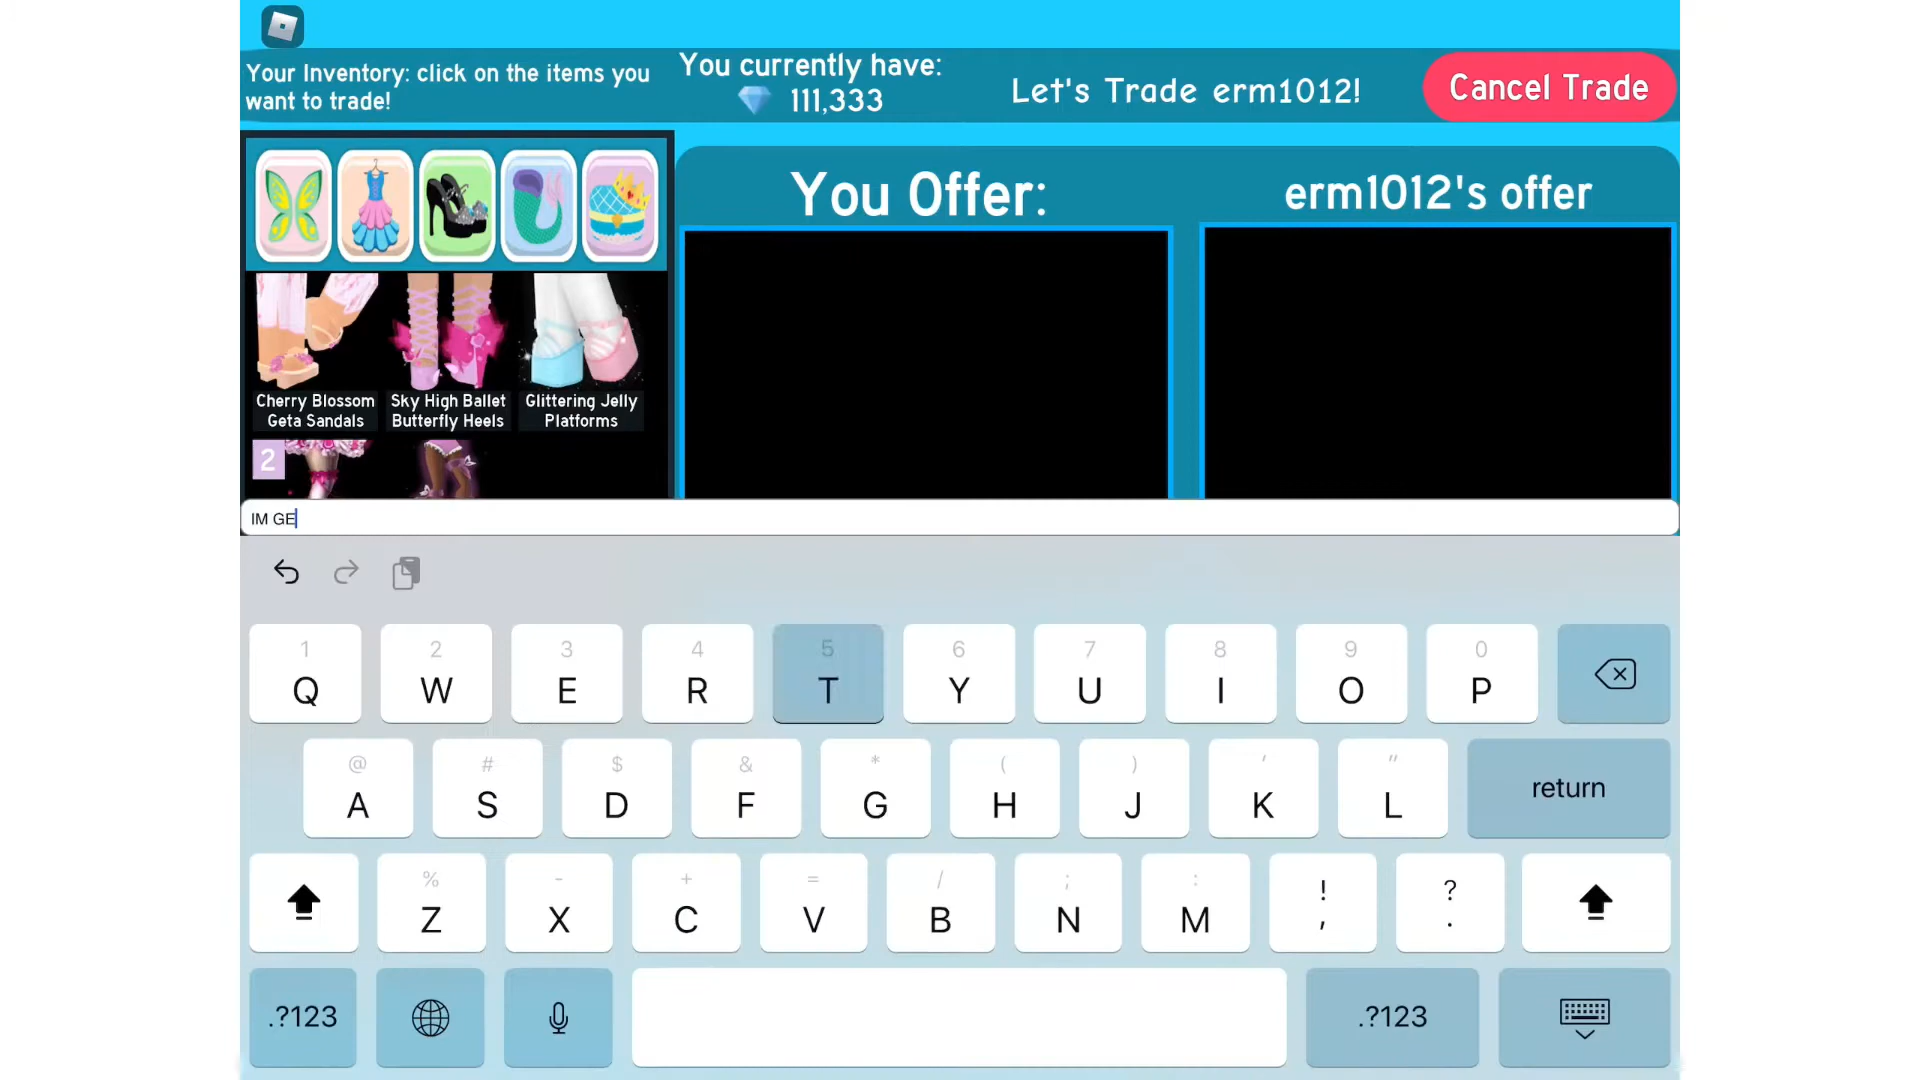 Your Inventory: click on the items you
want to trade!
You currently have:
111,333
Let's Trade erm1012!
Cancel Trade
You Offer:
erm1012's offer
Cherry Blossom
Geta Sandals
Sky High Ballet
Butterfly Heels
Glittering Jelly
Platforms
2
IM GE
1 2 3 4 5 6 7 8 9 0
Q W E R T Y U I O P
@ # $ & * ( ) ' "
A S D F G H J K L return
% - + = / ; : ! ?
Z X C V B N M , .
.?123 .?123